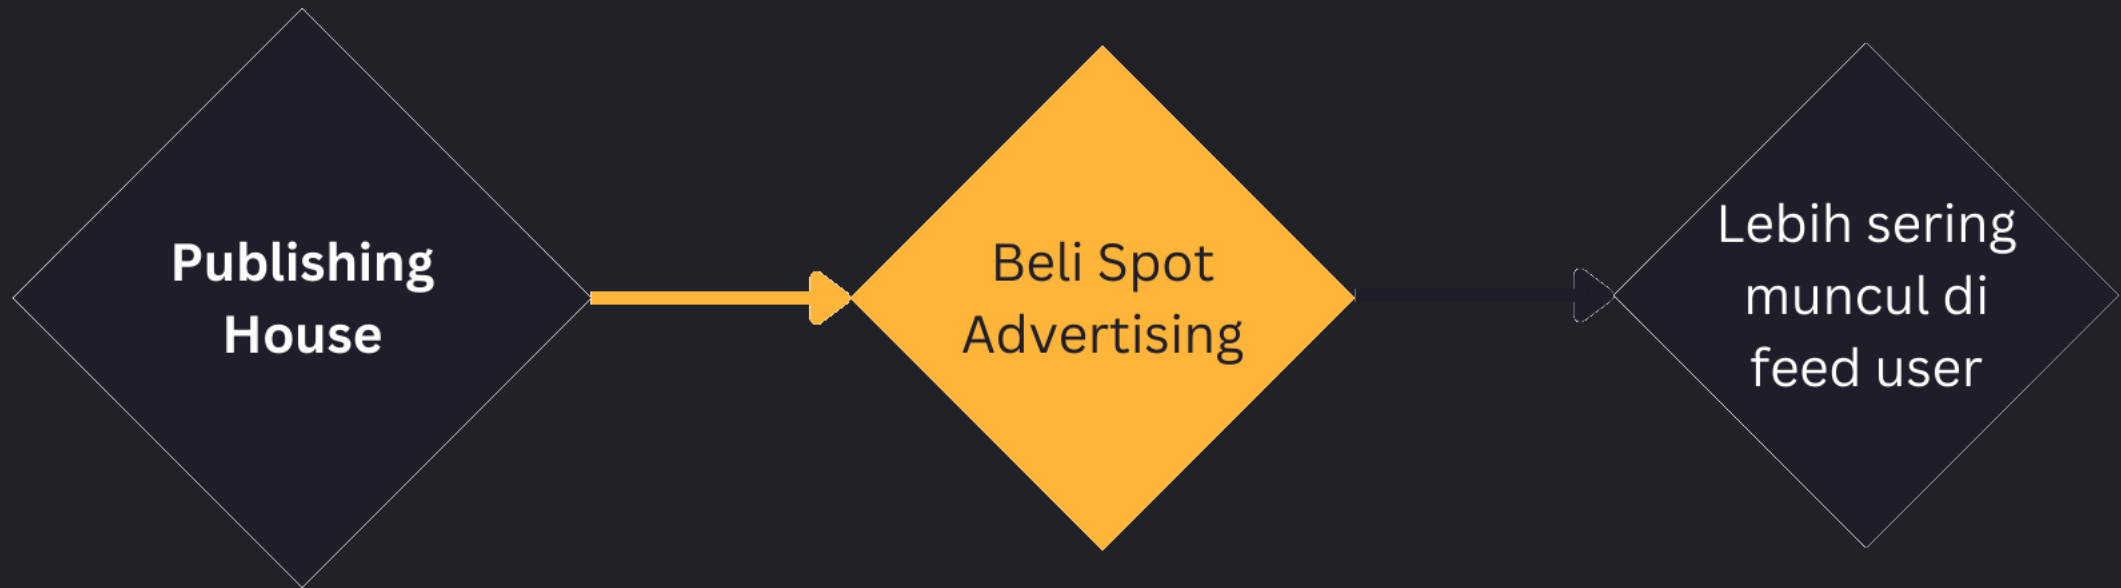 Publishing
House
Beli Spot
Advertising
Lebih sering
muncul di
feed user